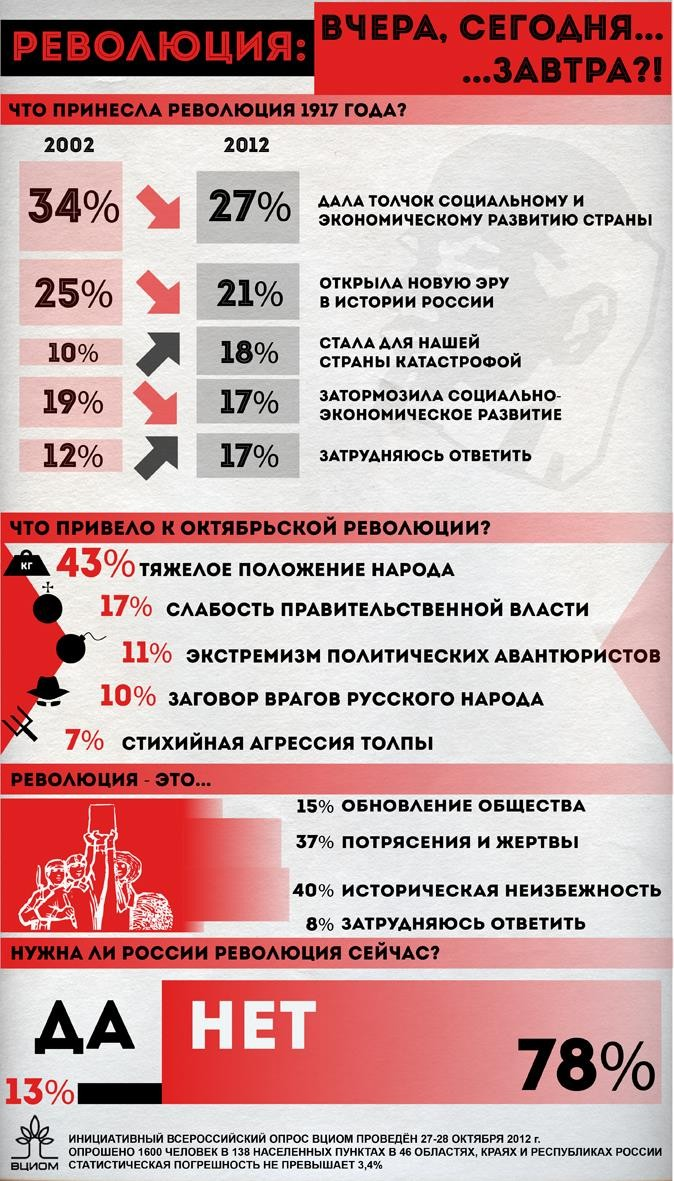 РЕВОЛЮЦИЯ:
ВЧЕРА, СЕГОДНЯ...
...ЗАВТРА?!
ЧТО ПРИНЕСЛА РЕВОЛЮЦИЯ 1917 ГОДА?
2002 2012
34% 27% ДАЛА ТОЛЧОК СОЦИАЛЬНОМУ И
ЭКОНОМИЧЕСКОМУ РАЗВИТИЮ СТРАНЫ
25% 21% ОТКРЫЛА НОВУЮ ЭРУ
В ИСТОРИИ РОССИИ
10% 18% СТАЛА ДЛЯ НАШЕЙ
СТРАНЫ КАТАСТРОФОЙ
19% 17% ЗАТОРМОЗИЛА СОЦИАЛЬНО-
ЭКОНОМИЧЕСКОЕ РАЗВИТИЕ
12% 17% ЗАТРУДНЯЮСЬ ОТВЕТИТЬ
ЧТО ПРИВЕЛО К ОКТЯБРЬСКОЙ РЕВОЛЮЦИИ?
КГ 43% ТЯЖЕЛОЕ ПОЛОЖЕНИЕ НАРОДА
17% СЛАБОСТЬ ПРАВИТЕЛЬСТВЕННОЙ ВЛАСТИ
11% ЭКСТРЕМИЗМ ПОЛИТИЧЕСКИХ АВАНТЮРИСТОВ
10% ЗАГОВОР ВРАГОВ РУССКОГО НАРОДА
7% СТИХИЙНАЯ АГРЕССИЯ ТОЛПЫ
РЕВОЛЮЦИЯ - ЭТО...
15% ОБНОВЛЕНИЕ ОБЩЕСТВА
37% ПОТРЯСЕНИЯ И ЖЕРТВЫ
40% ИСТОРИЧЕСКАЯ НЕИЗБЕЖНОСТЬ
8% ЗАТРУДНЯЮСЬ ОТВЕТИТЬ
НУЖНА ЛИ РОССИИ РЕВОЛЮЦИЯ СЕЙЧАС?
ДА НЕТ
13% 78%
ВЦИОМ
ИНИЦИАТИВНЫЙ ВСЕРОССИЙСКИЙ ОПРОС ВЦИОМ ПРОВЕДЁН 27-28 ОКТЯБРЯ 2012 г.
ОПРОШЕНО 1600 ЧЕЛОВЕК В 138 НАСЕЛЕННЫХ ПУНКТАХ В 46 ОБЛАСТЯХ, КРАЯХ И РЕСПУБЛИКАХ РОССИИ
СТАТИСТИЧЕСКАЯ ПОГРЕШНОСТЬ НЕ ПРЕВЫШАЕТ 3,4%